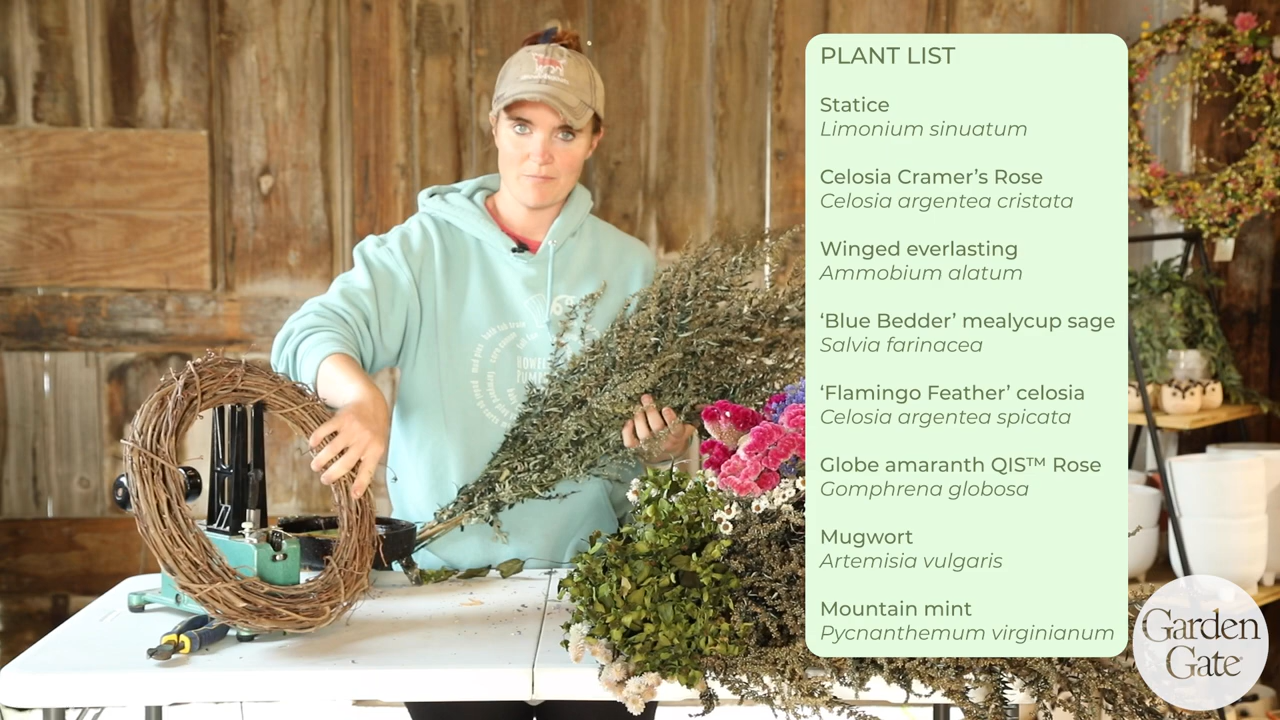 PLANT LIST
Statice
Limonium sinuatum
Celosia Cramer’s Rose
Celosia argentea cristata
Winged everlasting
Ammobium alatum
‘Blue Bedder’ mealycup sage
Salvia farinacea
‘Flamingo Feather’ celosia
Celosia argentea spicata
Globe amaranth QIS™ Rose
Gomphrena globosa
Mugwort
Artemisia vulgaris
Mountain mint
Pycnanthemum virginianum
Garden
Gate